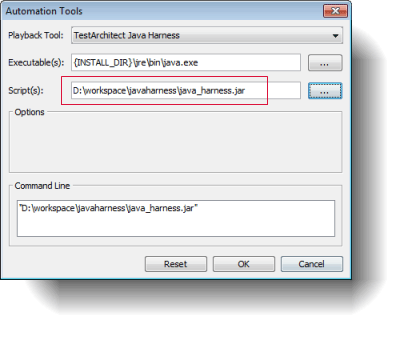 Automation Tools
Playback Tool: TestArchitect Java Harness
Executable(s): {INSTALL_DIR}\jre\bin\java.exe ...
Script(s): D:\workspace\javaharness\java_harness.jar ...
Options
Command Line
"D:\workspace\javaharness\java_harness.jar"
Reset OK Cancel